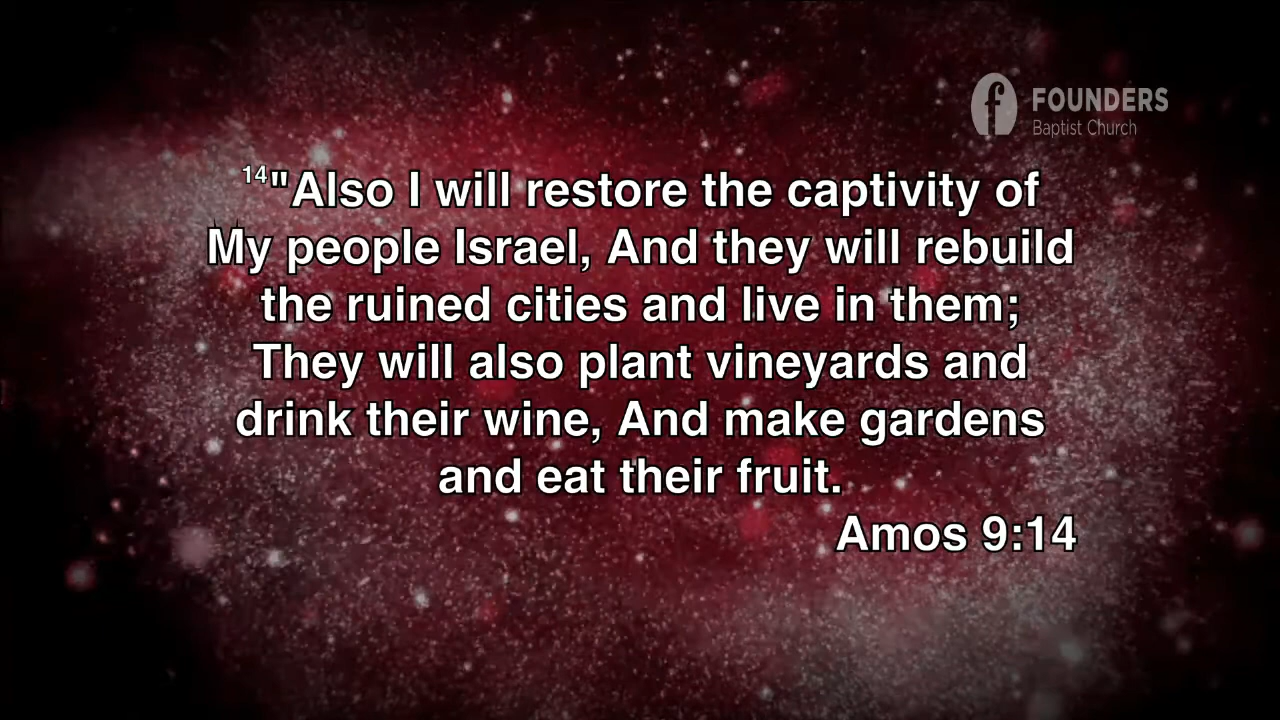 FOUNDERS
Baptist Church
14"Also I will restore the captivity of
My people Israel, And they will rebuild
the ruined cities and live in them;
They will also plant vineyards and
drink their wine, And make gardens
and eat their fruit.
Amos 9:14